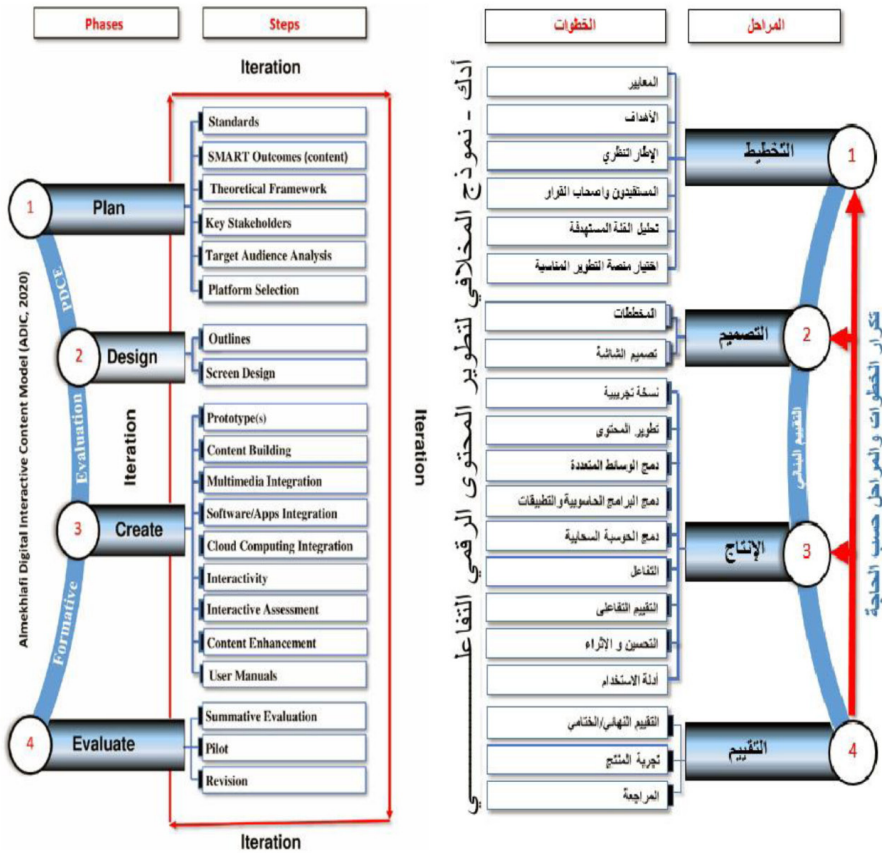 Phases
Steps
Iteration
Standards
SMART Outcomes (content)
Theoretical Framework
Key Stakeholders
Target Audience Analysis
Platform Selection
1
Plan
2
Design
Outlines
Screen Design
Prototype(s)
Content Building
Multimedia Integration
Software/Apps Integration
Cloud Computing Integration
Interactivity
Interactive Assessment
Content Enhancement
User Manuals
3
Create
4
Evaluate
Summative Evaluation
Pilot
Revision
Iteration
Iteration
Iteration
Formative Evaluation PDCE
Almekhlafi Digital Interactive Content Model (ADIC, 2020)
المراحل
الخطوات
1
التخطيط
المعايير
الأهداف
الإطار النظري
المستفيدون واصحاب القرار
تحليل الفئة المستهدفة
اختيار منصة التطوير المناسبة
2
التصميم
المخططات
تصميم الشاشة
3
الإنتاج
نسخة تجريبية
تطوير المحتوى
دمج الوسائط المتعددة
دمج البرامج الحاسوبية والتطبيقات
دمج الحوسبة السحابية
التفاعل
التقييم التفاعلى
التحسين و الإثراء
أدلة الاستخدام
4
التقييم
التقييم النهائي/الختامي
تجربة المنتج
المراجعة
التقييم البنائي
تكرار الخطوات والمراحل حسب الحاجة
أدك - نموذج المخلافي لتطوير المحتوى الرقمي التفاعلـــي